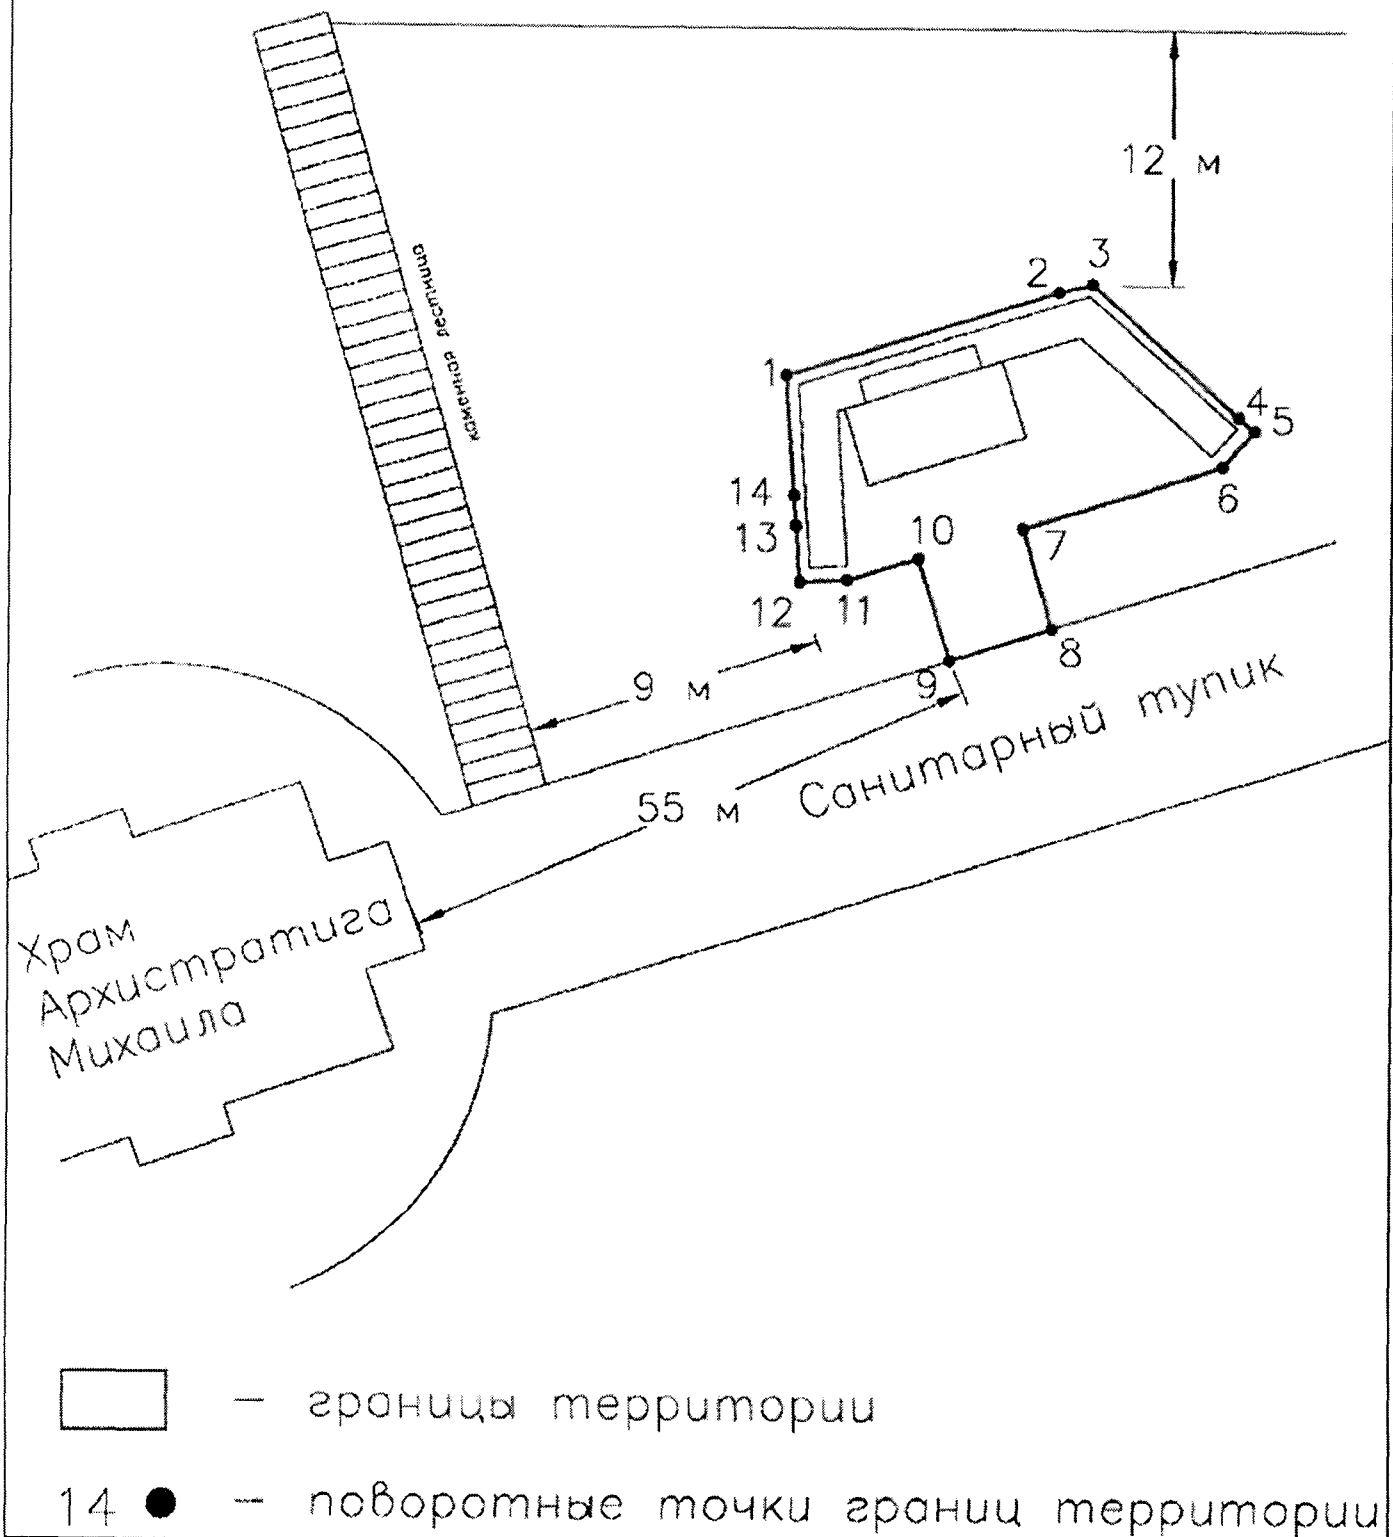 12 м
3
2
1
4
5
каменная лестница
14
13
6
10
7
12
11
8
9 м
9
Санитарный тупик
55 м
Храм
Архистратига
Михаила
– границы территории
14 ● – поворотные точки границ территории